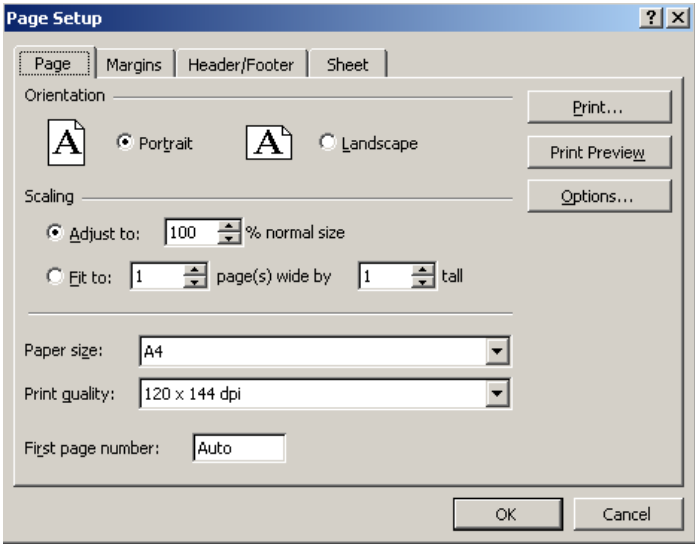 Page Setup
Page Margins Header/Footer Sheet
Orientation
A Portrait A Landscape
Scaling
Adjust to: 100 % normal size
Fit to: 1 page(s) wide by 1 tall
Paper size: A4
Print quality: 120 x 144 dpi
First page number: Auto
Print...
Print Preview
Options...
OK Cancel